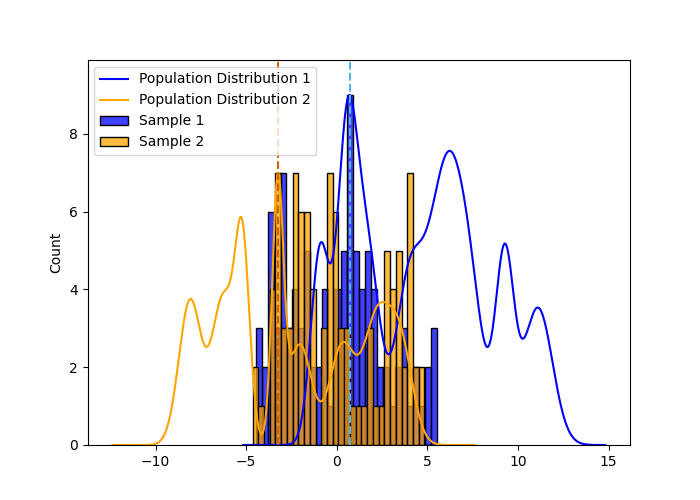 Population Distribution 1
Population Distribution 2
Sample 1
Sample 2
Count
8
6
4
2
0
−10 −5 0 5 10 15